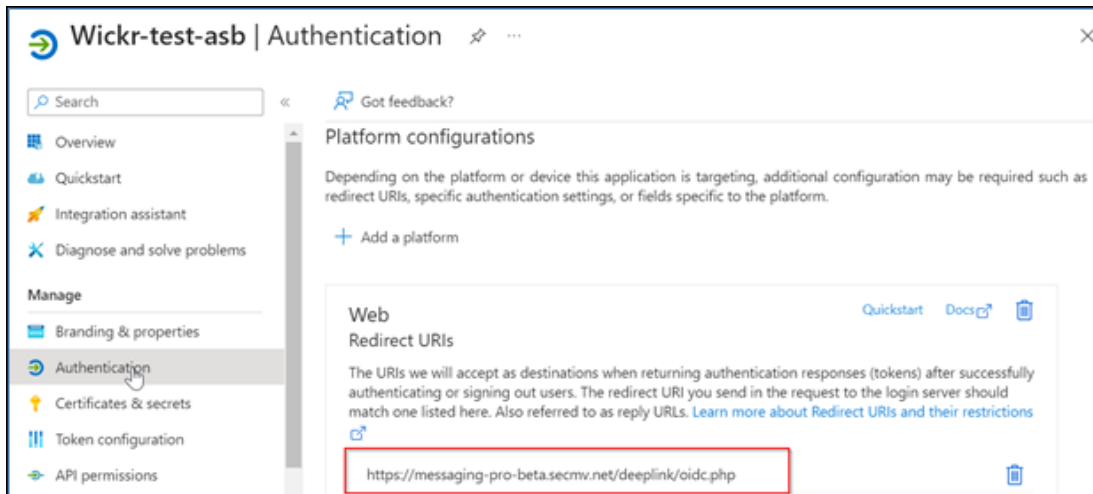 Wickr-test-asb | Authentication
Search
Got feedback?
Overview
Quickstart
Integration assistant
Diagnose and solve problems
Manage
Branding & properties
Authentication
Certificates & secrets
Token configuration
API permissions
Platform configurations
Depending on the platform or device this application is targeting, additional configuration may be required such as
redirect URIs, specific authentication settings, or fields specific to the platform.
Add a platform
Web
Quickstart
Docs
Redirect URIs
The URIs we will accept as destinations when returning authentication responses (tokens) after successfully
authenticating or signing out users. The redirect URI you send in the request to the login server should
match one listed here. Also referred to as reply URLs. Learn more about Redirect URIs and their restrictions
https://messaging-pro-beta.secmv.net/deeplink/oidc.php